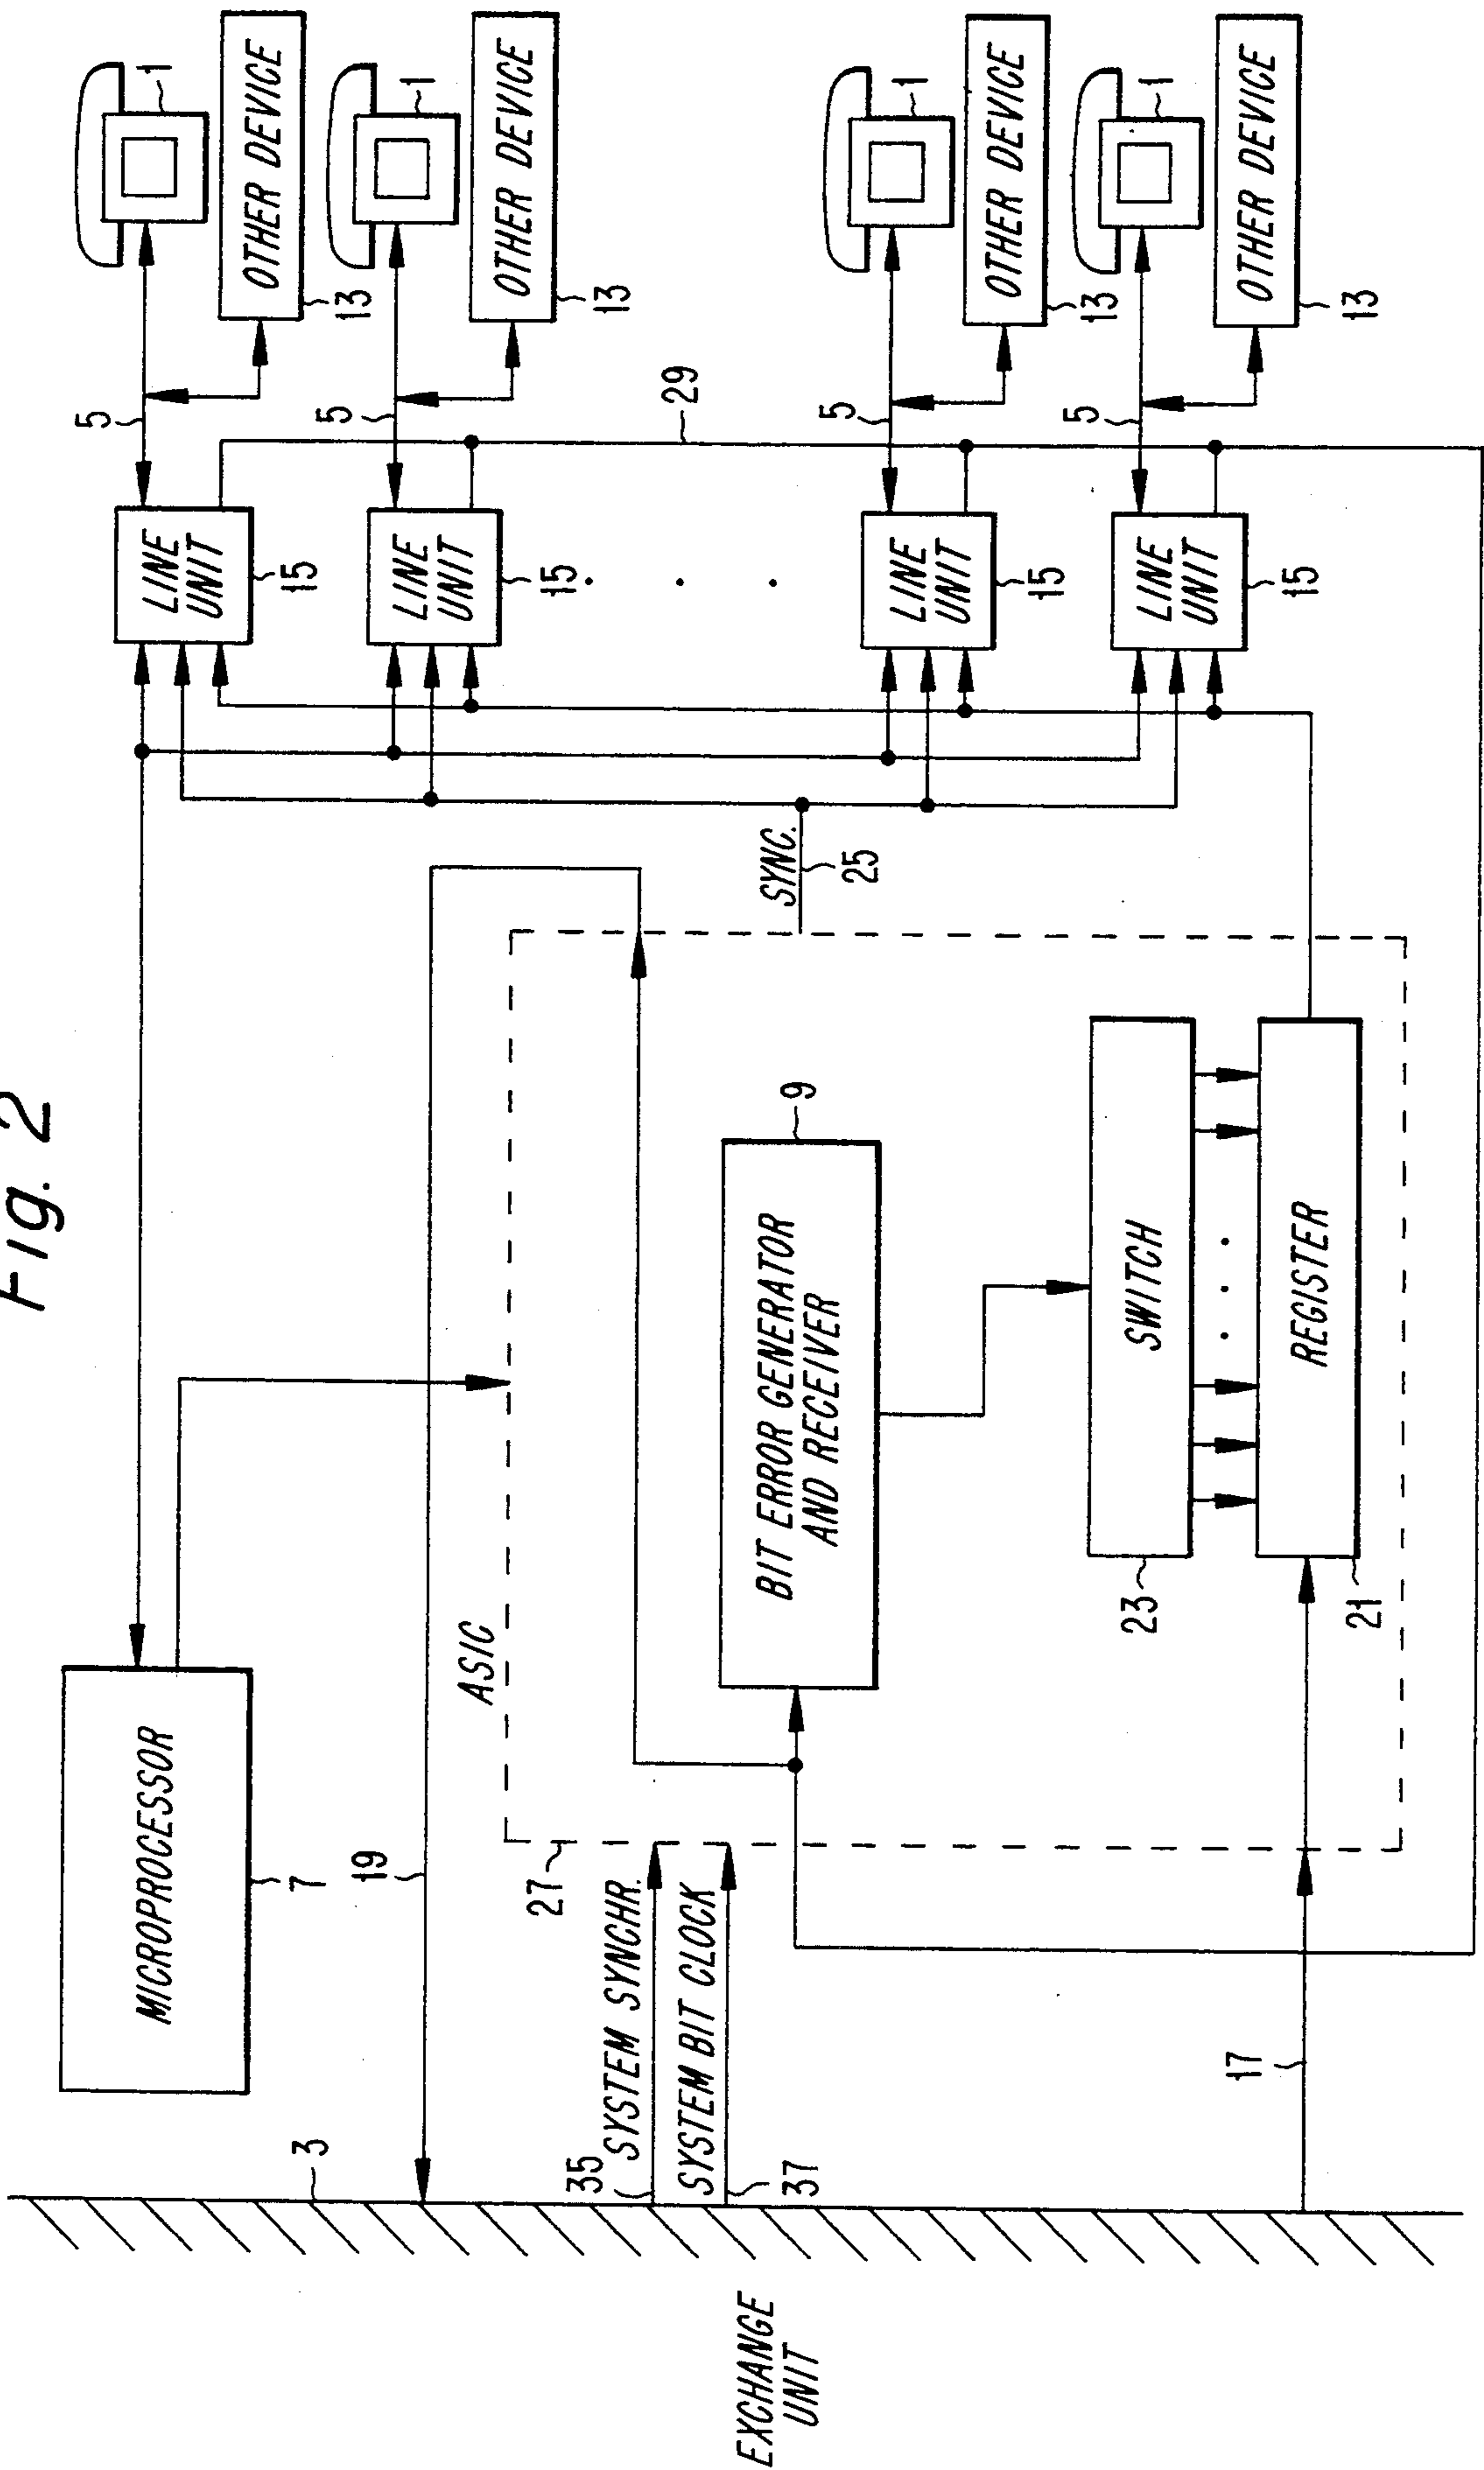 Fig. 2
1
OTHER DEVICE
13
5
1
OTHER DEVICE
13
5
29
1
OTHER DEVICE
13
5
1
OTHER DEVICE
13
5
LINE
UNIT
15
LINE
UNIT
15
LINE
UNIT
15
LINE
UNIT
15
SYNC.
25
MICROPROCESSOR
7
19
ASIC
27
BIT ERROR GENERATOR
AND RECEIVER
9
SWITCH
23
REGISTER
21
SYSTEM SYNCHR.
35
SYSTEM BIT CLOCK
37
17
3
EXCHANGE
UNIT